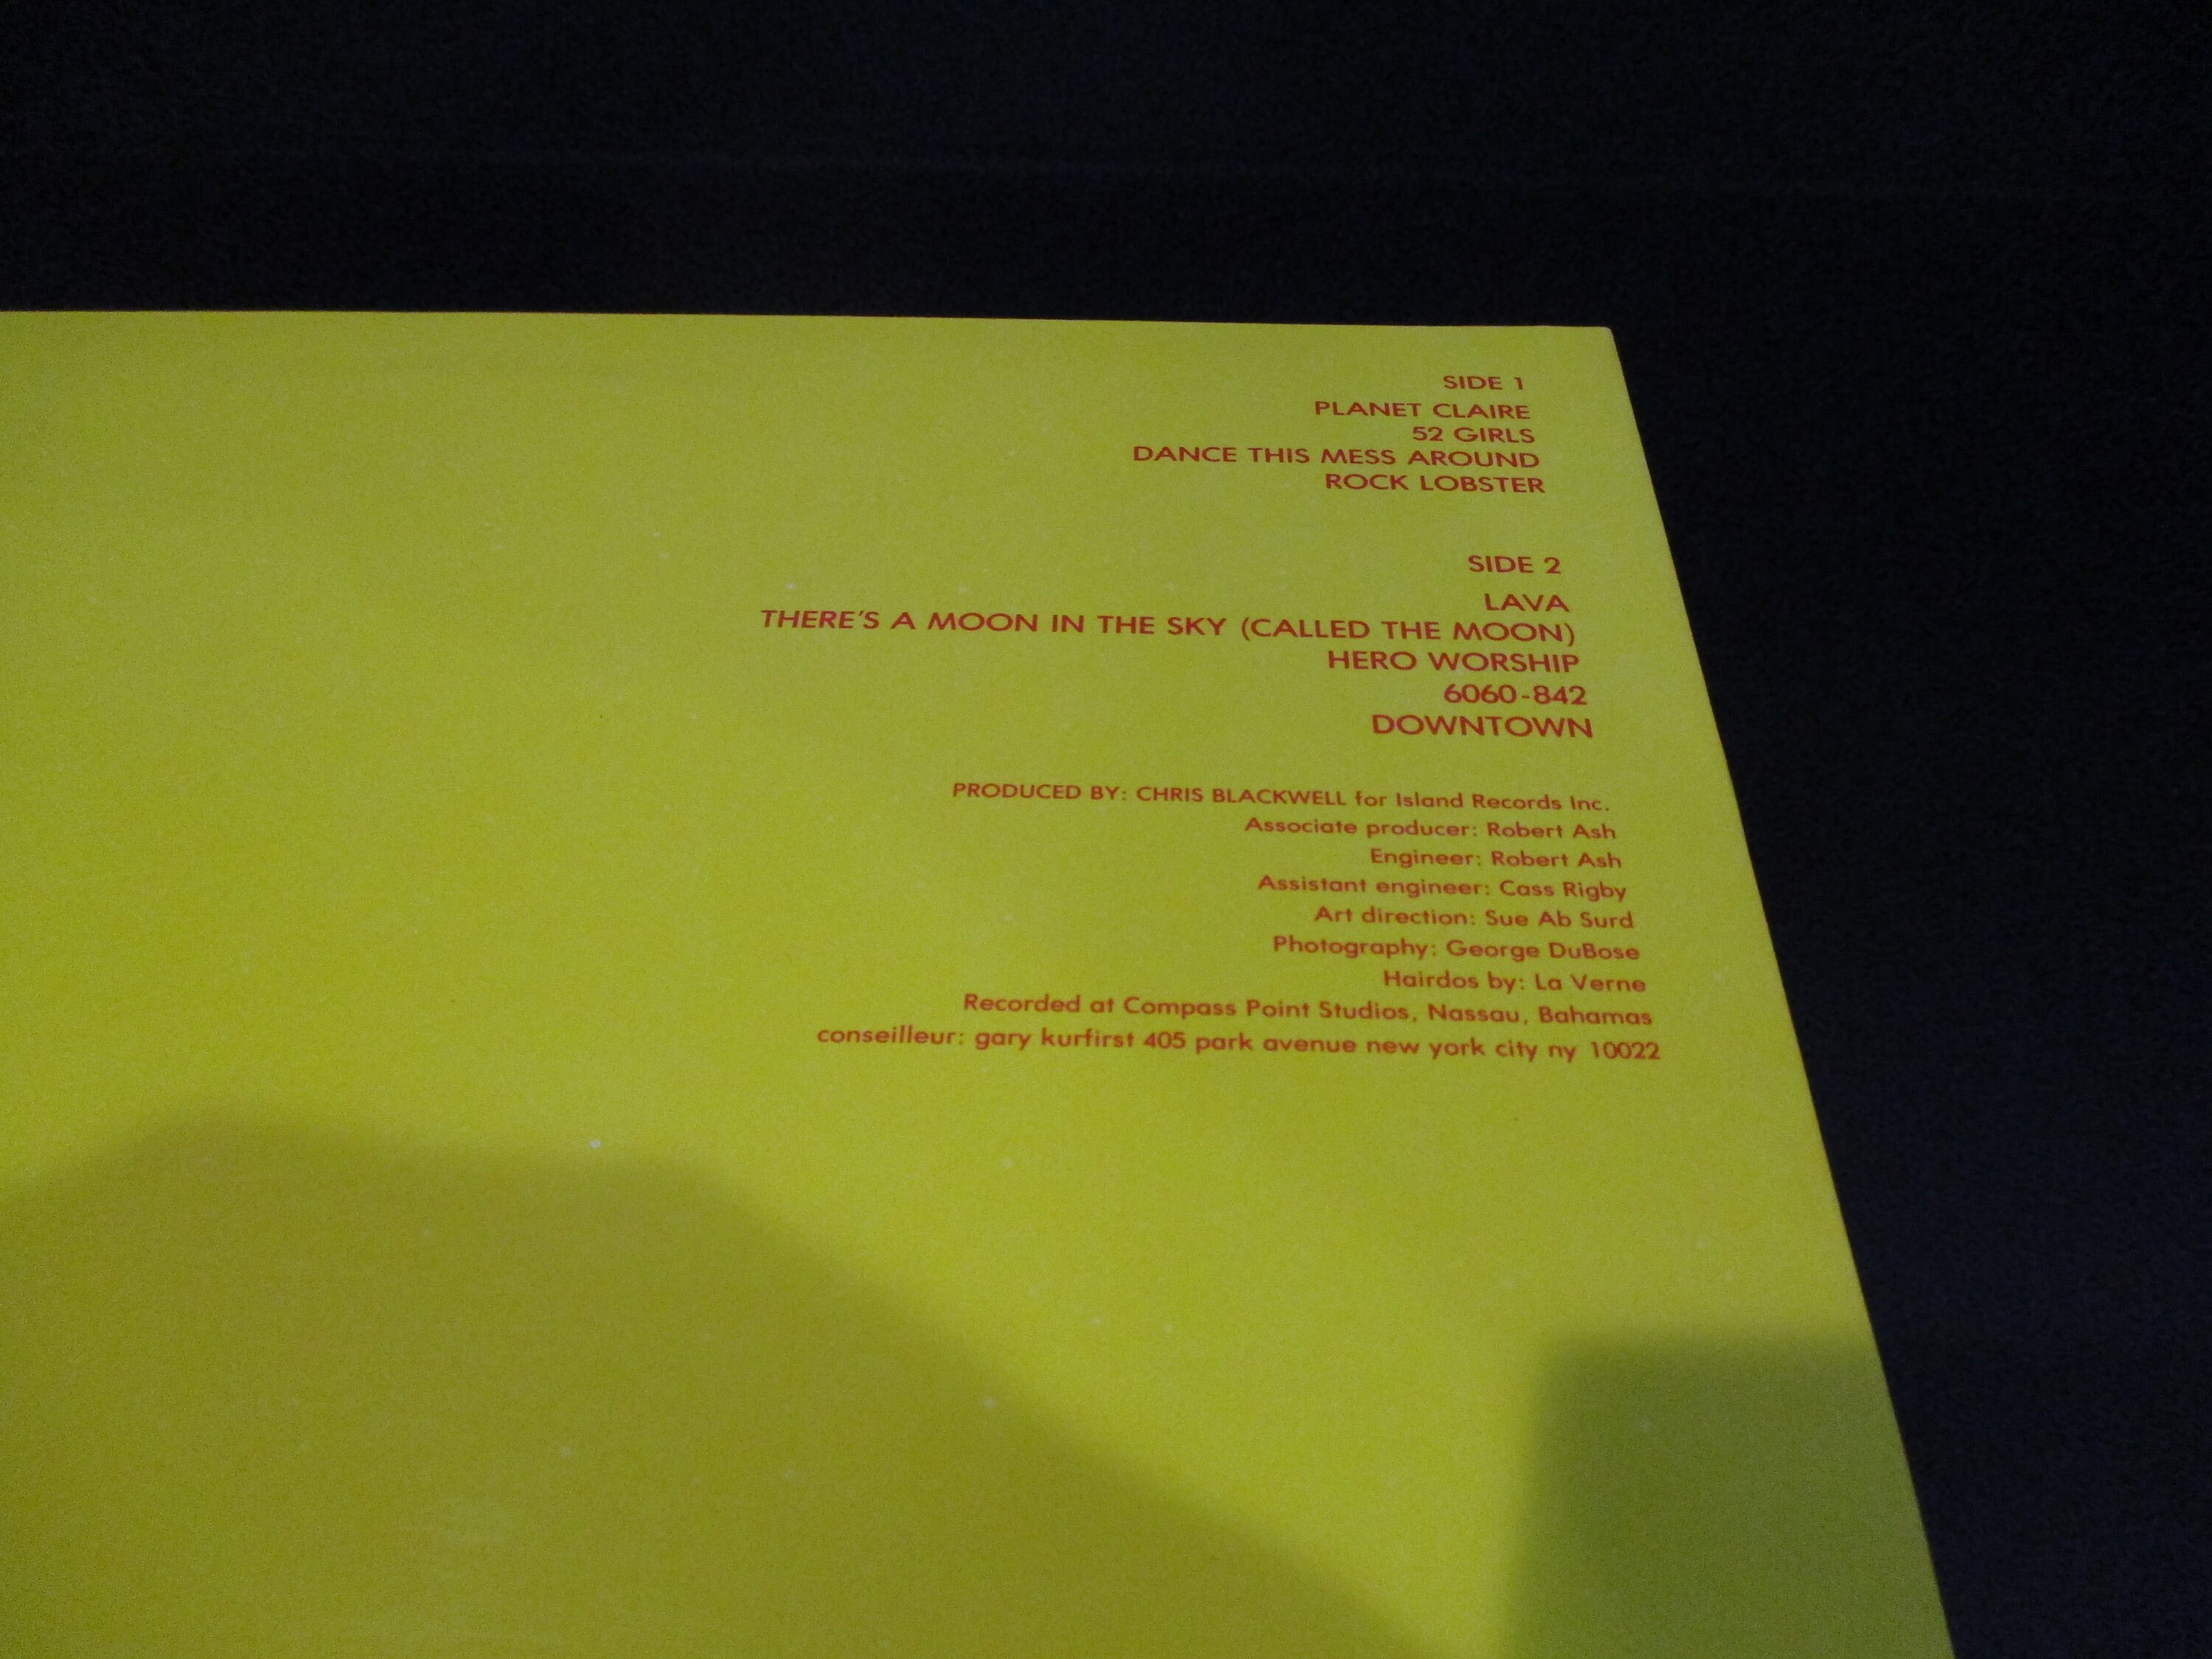 SIDE 1
PLANET CLAIRE
52 GIRLS
DANCE THIS MESS AROUND
ROCK LOBSTER
SIDE 2
LAVA
THERE'S A MOON IN THE SKY (CALLED THE MOON)
HERO WORSHIP
6060-842
DOWNTOWN
PRODUCED BY: CHRIS BLACKWELL for Island Records Inc.
Associate producer: Robert Ash
Engineer: Robert Ash
Assistant engineer: Cass Rigby
Art direction: Sue Ab Surd
Photography: George DuBose
Hairdos by: La Verne
Recorded at Compass Point Studios, Nassau, Bahamas
conseilleur: gary kurfirst 405 park avenue new york city ny 10022